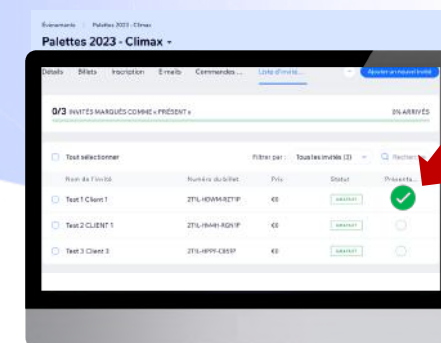 Événements | Palettes 2023 - Climax
Palettes 2023 - Climax
Détails Billets Inscription E-mails Commandes ... Liste d'invité... Ajouter un nouvel invité
0/3 INVITÉS MARQUÉS COMME « PRÉSENT » 0% ARRIVÉS
Tout sélectionner Filtrer par : Tous les invités (3) Recherche
Nom de l'invité Numéro du billet Prix Statut Présente...
Test 1 Client 1 €0 GRATUIT
Test 2 CLIENT 1 €0 GRATUIT
Test 3 Client 3 €0 GRATUIT